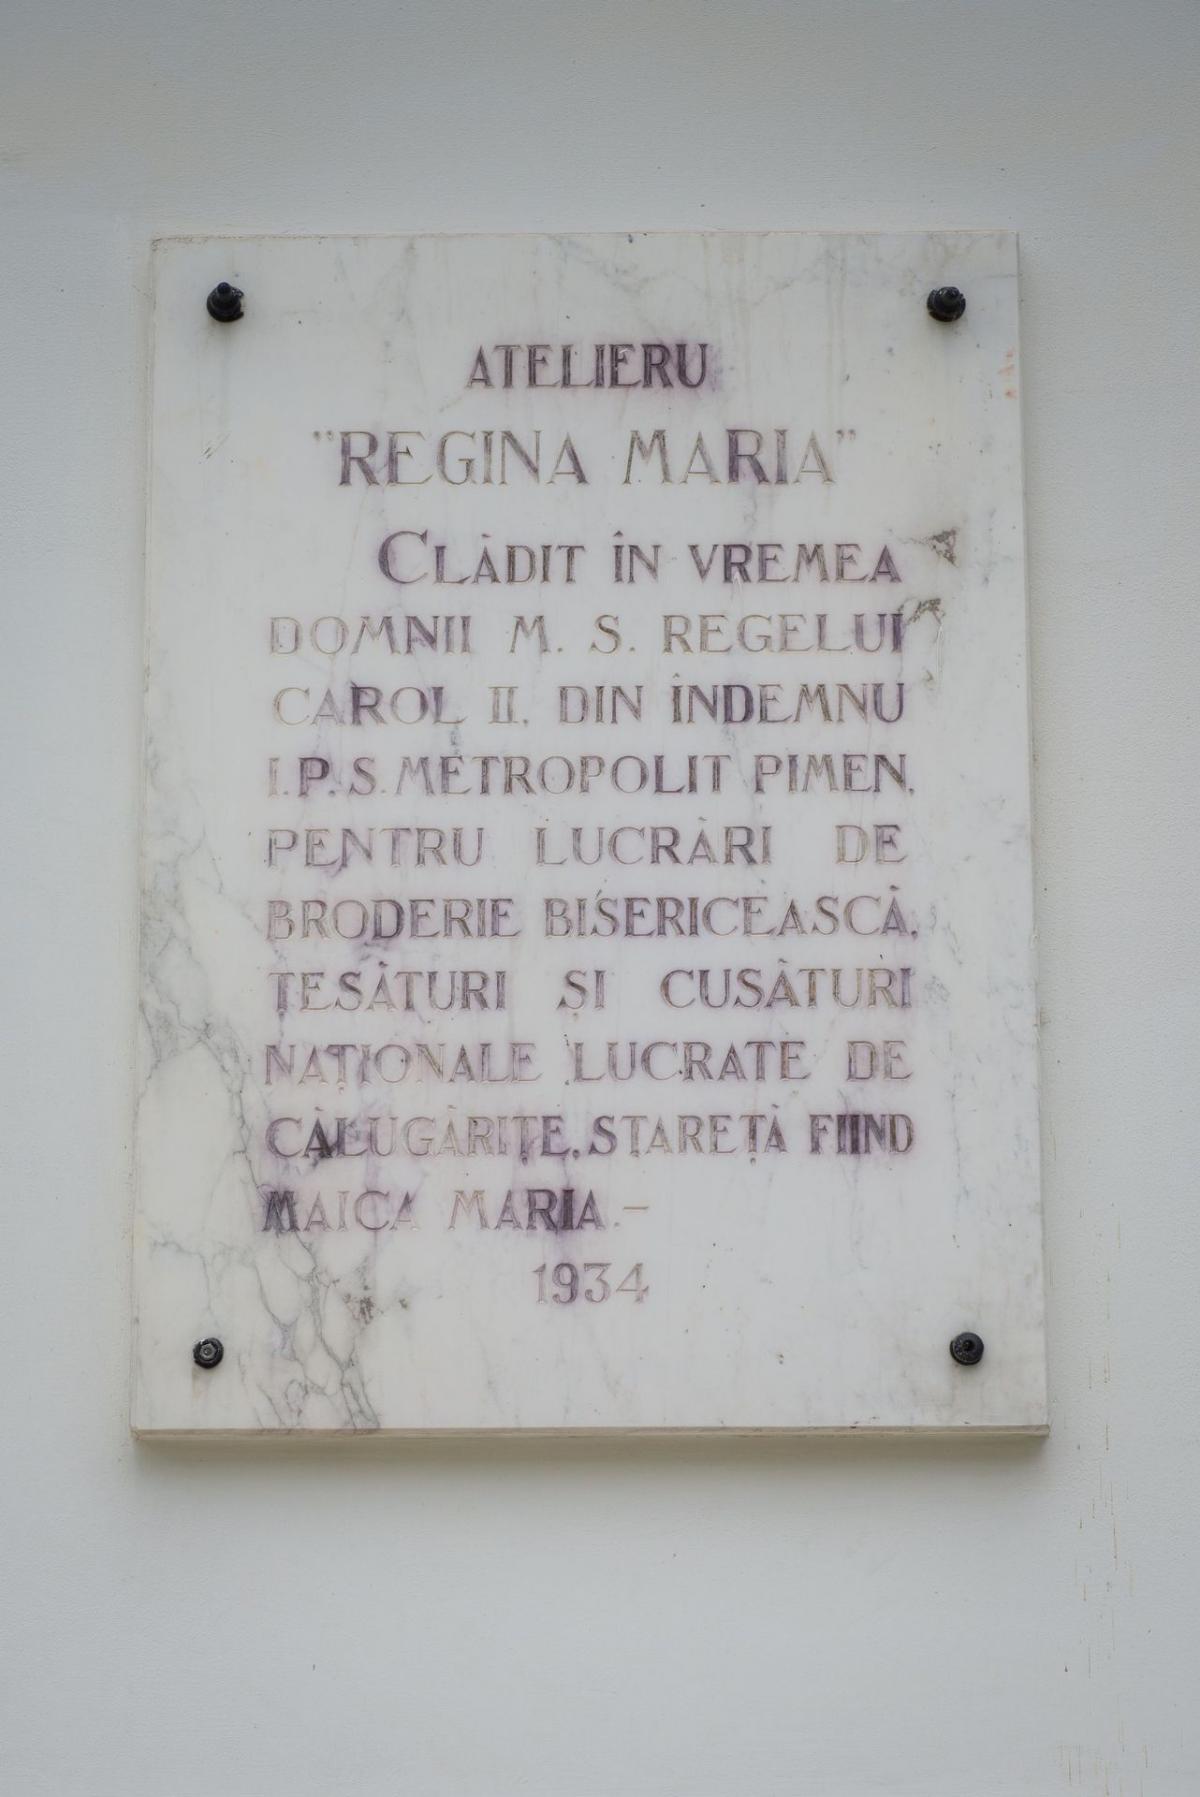 ATELIERU
"REGINA MARIA"
CLĂDIT ÎN VREMEA
DOMNII M. S. REGELUI
CAROL II, DIN ÎNDEMNU
I.P.S. METROPOLIT PIMEN,
PENTRU LUCRĂRI DE
BRODERIE BISERICEASCĂ,
ȚESĂTURI ȘI CUSĂTURI
NAȚIONALE LUCRATE DE
CĂLUGĂRIȚE, STAREȚĂ FIIND
MAICA MARIA.-
1934